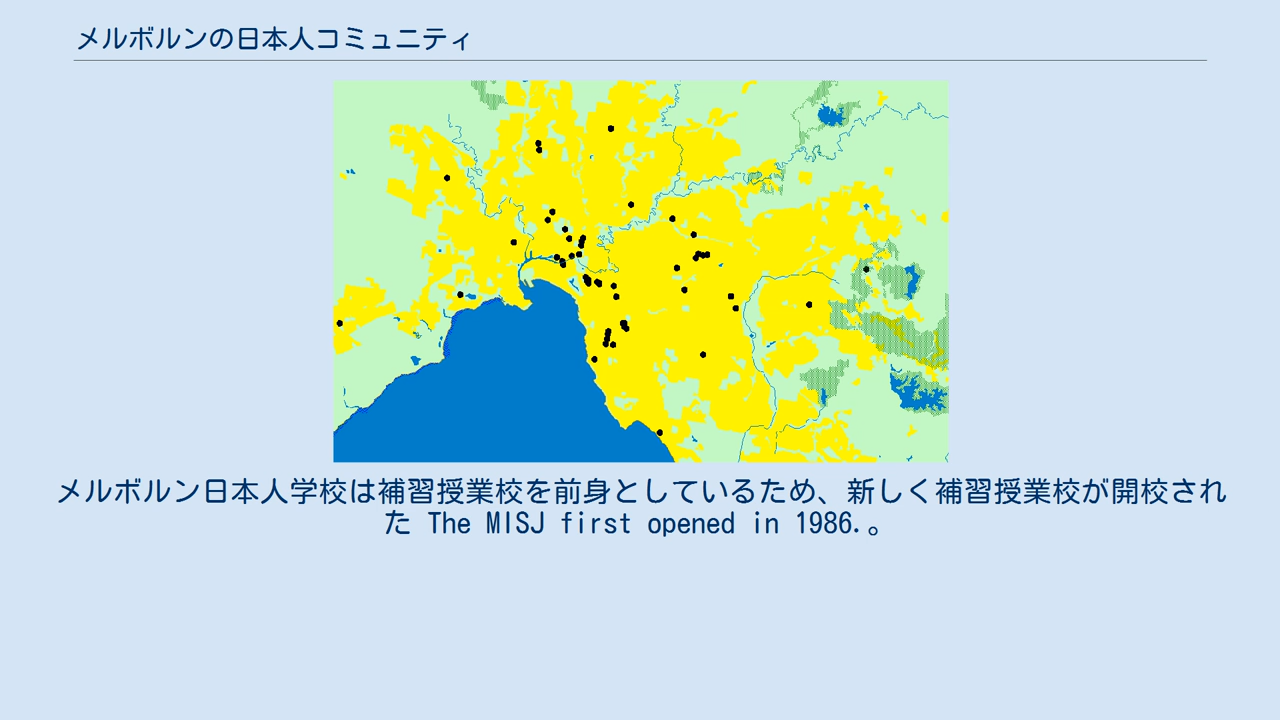 メルボルンの日本人コミュニティ
メルボルン日本人学校は補習授業校を前身としているため、新しく補習授業校が開校され
た The MISJ first opened in 1986.。